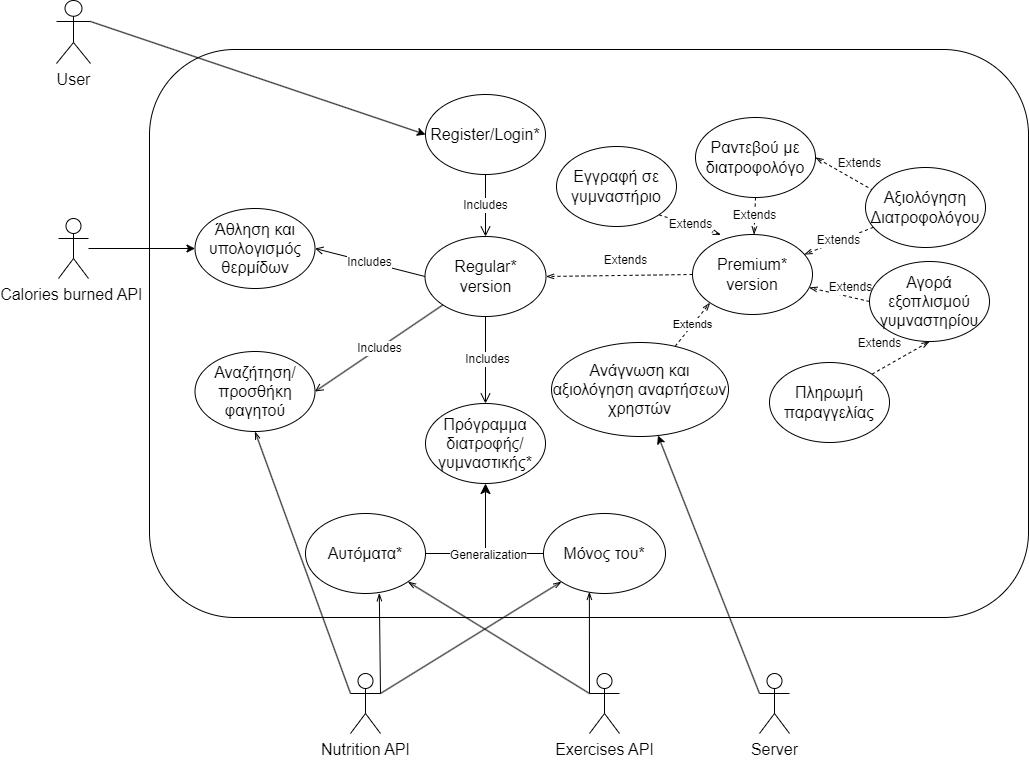 User
Register/Login*
Includes
Εγγραφή σε
γυμναστήριο
Extends
Ραντεβού με
διατροφολόγο
Extends
Extends
Αξιολόγηση
Διατροφολόγου
Extends
Άθληση και
υπολογισμός
θερμίδων
Calories burned API
Includes
Regular*
version
Extends
Premium*
version
Extends
Αγορά
εξοπλισμού
γυμναστηρίου
Extends
Πληρωμή
παραγγελίας
Extends
Ανάγνωση και
αξιολόγηση αναρτήσεων
χρηστών
Includes
Includes
Αναζήτηση/
προσθήκη
φαγητού
Πρόγραμμα
διατροφής/
γυμναστικής*
Αυτόματα*
Generalization
Μόνος του*
Nutrition API
Exercises API
Server